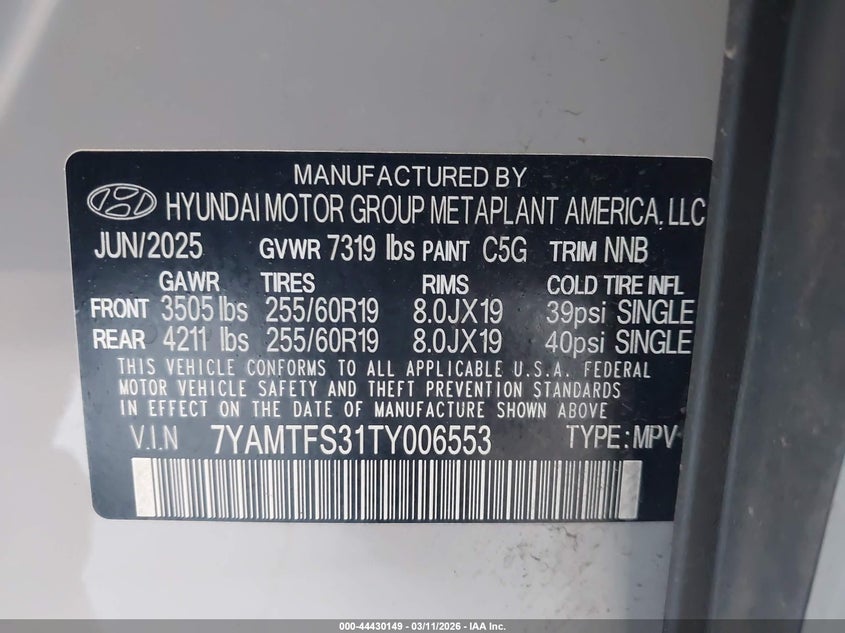 MANUFACTURED BY
HYUNDAI MOTOR GROUP METAPLANT AMERICA, LLC
JUN/2025 GVWR 7319 lbs PAINT C5G TRIM NNB
GAWR TIRES RIMS COLD TIRE INFL
FRONT 3505 lbs 255/60R19 8.0JX19 39psi SINGLE
REAR 4211 lbs 255/60R19 8.0JX19 40psi SINGLE
THIS VEHICLE CONFORMS TO ALL APPLICABLE U.S.A. FEDERAL
MOTOR VEHICLE SAFETY AND THEFT PREVENTION STANDARDS
IN EFFECT ON THE DATE OF MANUFACTURE SHOWN ABOVE
V.I.N 7YAMTFS31TY006553 TYPE: MPV
000-44430149 - 03/11/2026 - IAA Inc.